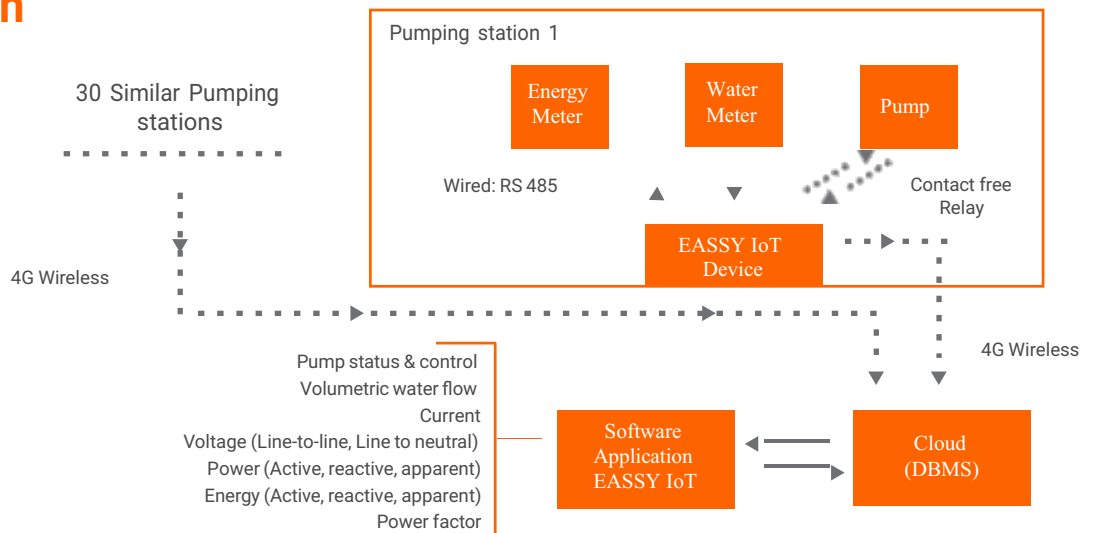 n
Pumping station 1
30 Similar Pumping
stations
Energy
Meter
Water
Meter
Pump
Wired: RS 485
Contact free
Relay
EASSY IoT
Device
4G Wireless
4G Wireless
Pump status & control
Volumetric water flow
Current
Voltage (Line-to-line, Line to neutral)
Power (Active, reactive, apparent)
Energy (Active, reactive, apparent)
Power factor
Software
Application
EASSY IoT
Cloud
(DBMS)